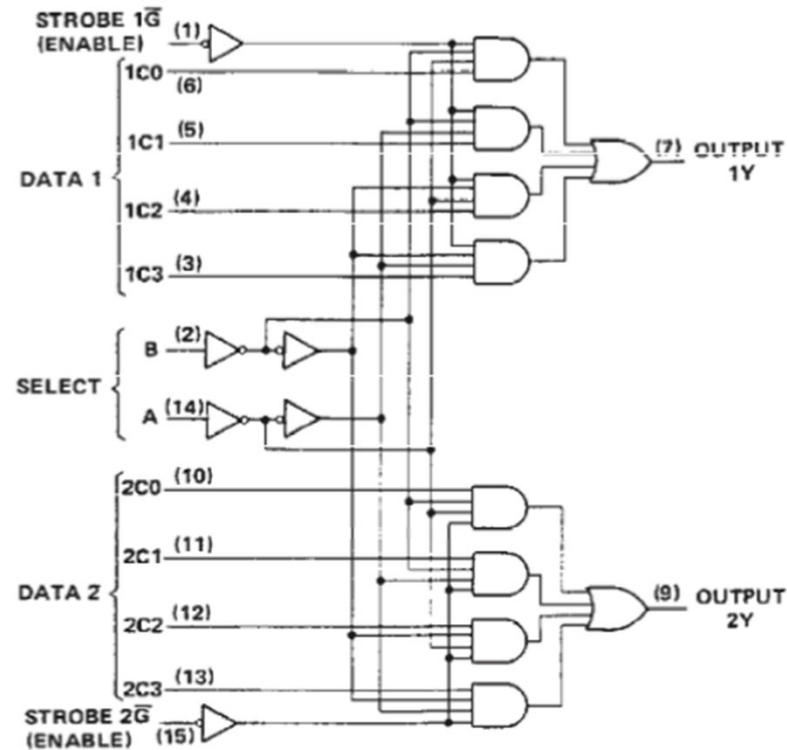 STROBE 1G̅ (1)
(ENABLE)
1C0
(6)
1C1 (5)
DATA 1
1C2 (4)
1C3 (3)
(7) OUTPUT
1Y
B (2)
SELECT
A (14)
2C0 (10)
2C1 (11)
DATA 2
2C2 (12)
2C3 (13)
STROBE 2G̅
(ENABLE) (15)
(9) OUTPUT
2Y